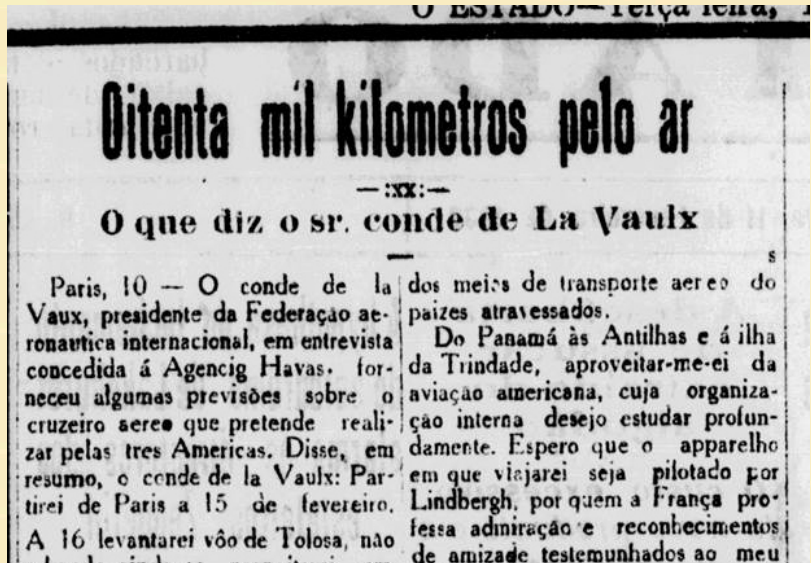 O ESTADO—Terça feira,
Oitenta mil kilometros pelo ar
—:xx:—
O que diz o sr. conde de La Vaulx
Paris, 10 — O conde de la
Vaux, presidente da Federação ae-
ronautica internacional, em entrevista
concedida á Agencig Havas. for-
neceu algumas previsões sobre o
cruzeiro aereo que pretende reali-
zar pelas tres Americas. Disse, em
resumo, o conde de la Vaulx: Par-
tirei de Paris a 15 de fevereiro.
A 16 levantarei vôo de Tolosa, não
s
dos meies de transporte aereo do
paizes atravessados.
Do Panamá às Antilhas e á ilha
da Trindade, aproveitar-me-ei da
aviação americana, cuja organiza-
ção interna desejo estudar profun-
damente. Espero que o apparelho
em que viajarei seja pilotado por
Lindbergh, por quem a França pro-
fessa adiniração e reconhecimentos
de amizade testemunhados ao meu